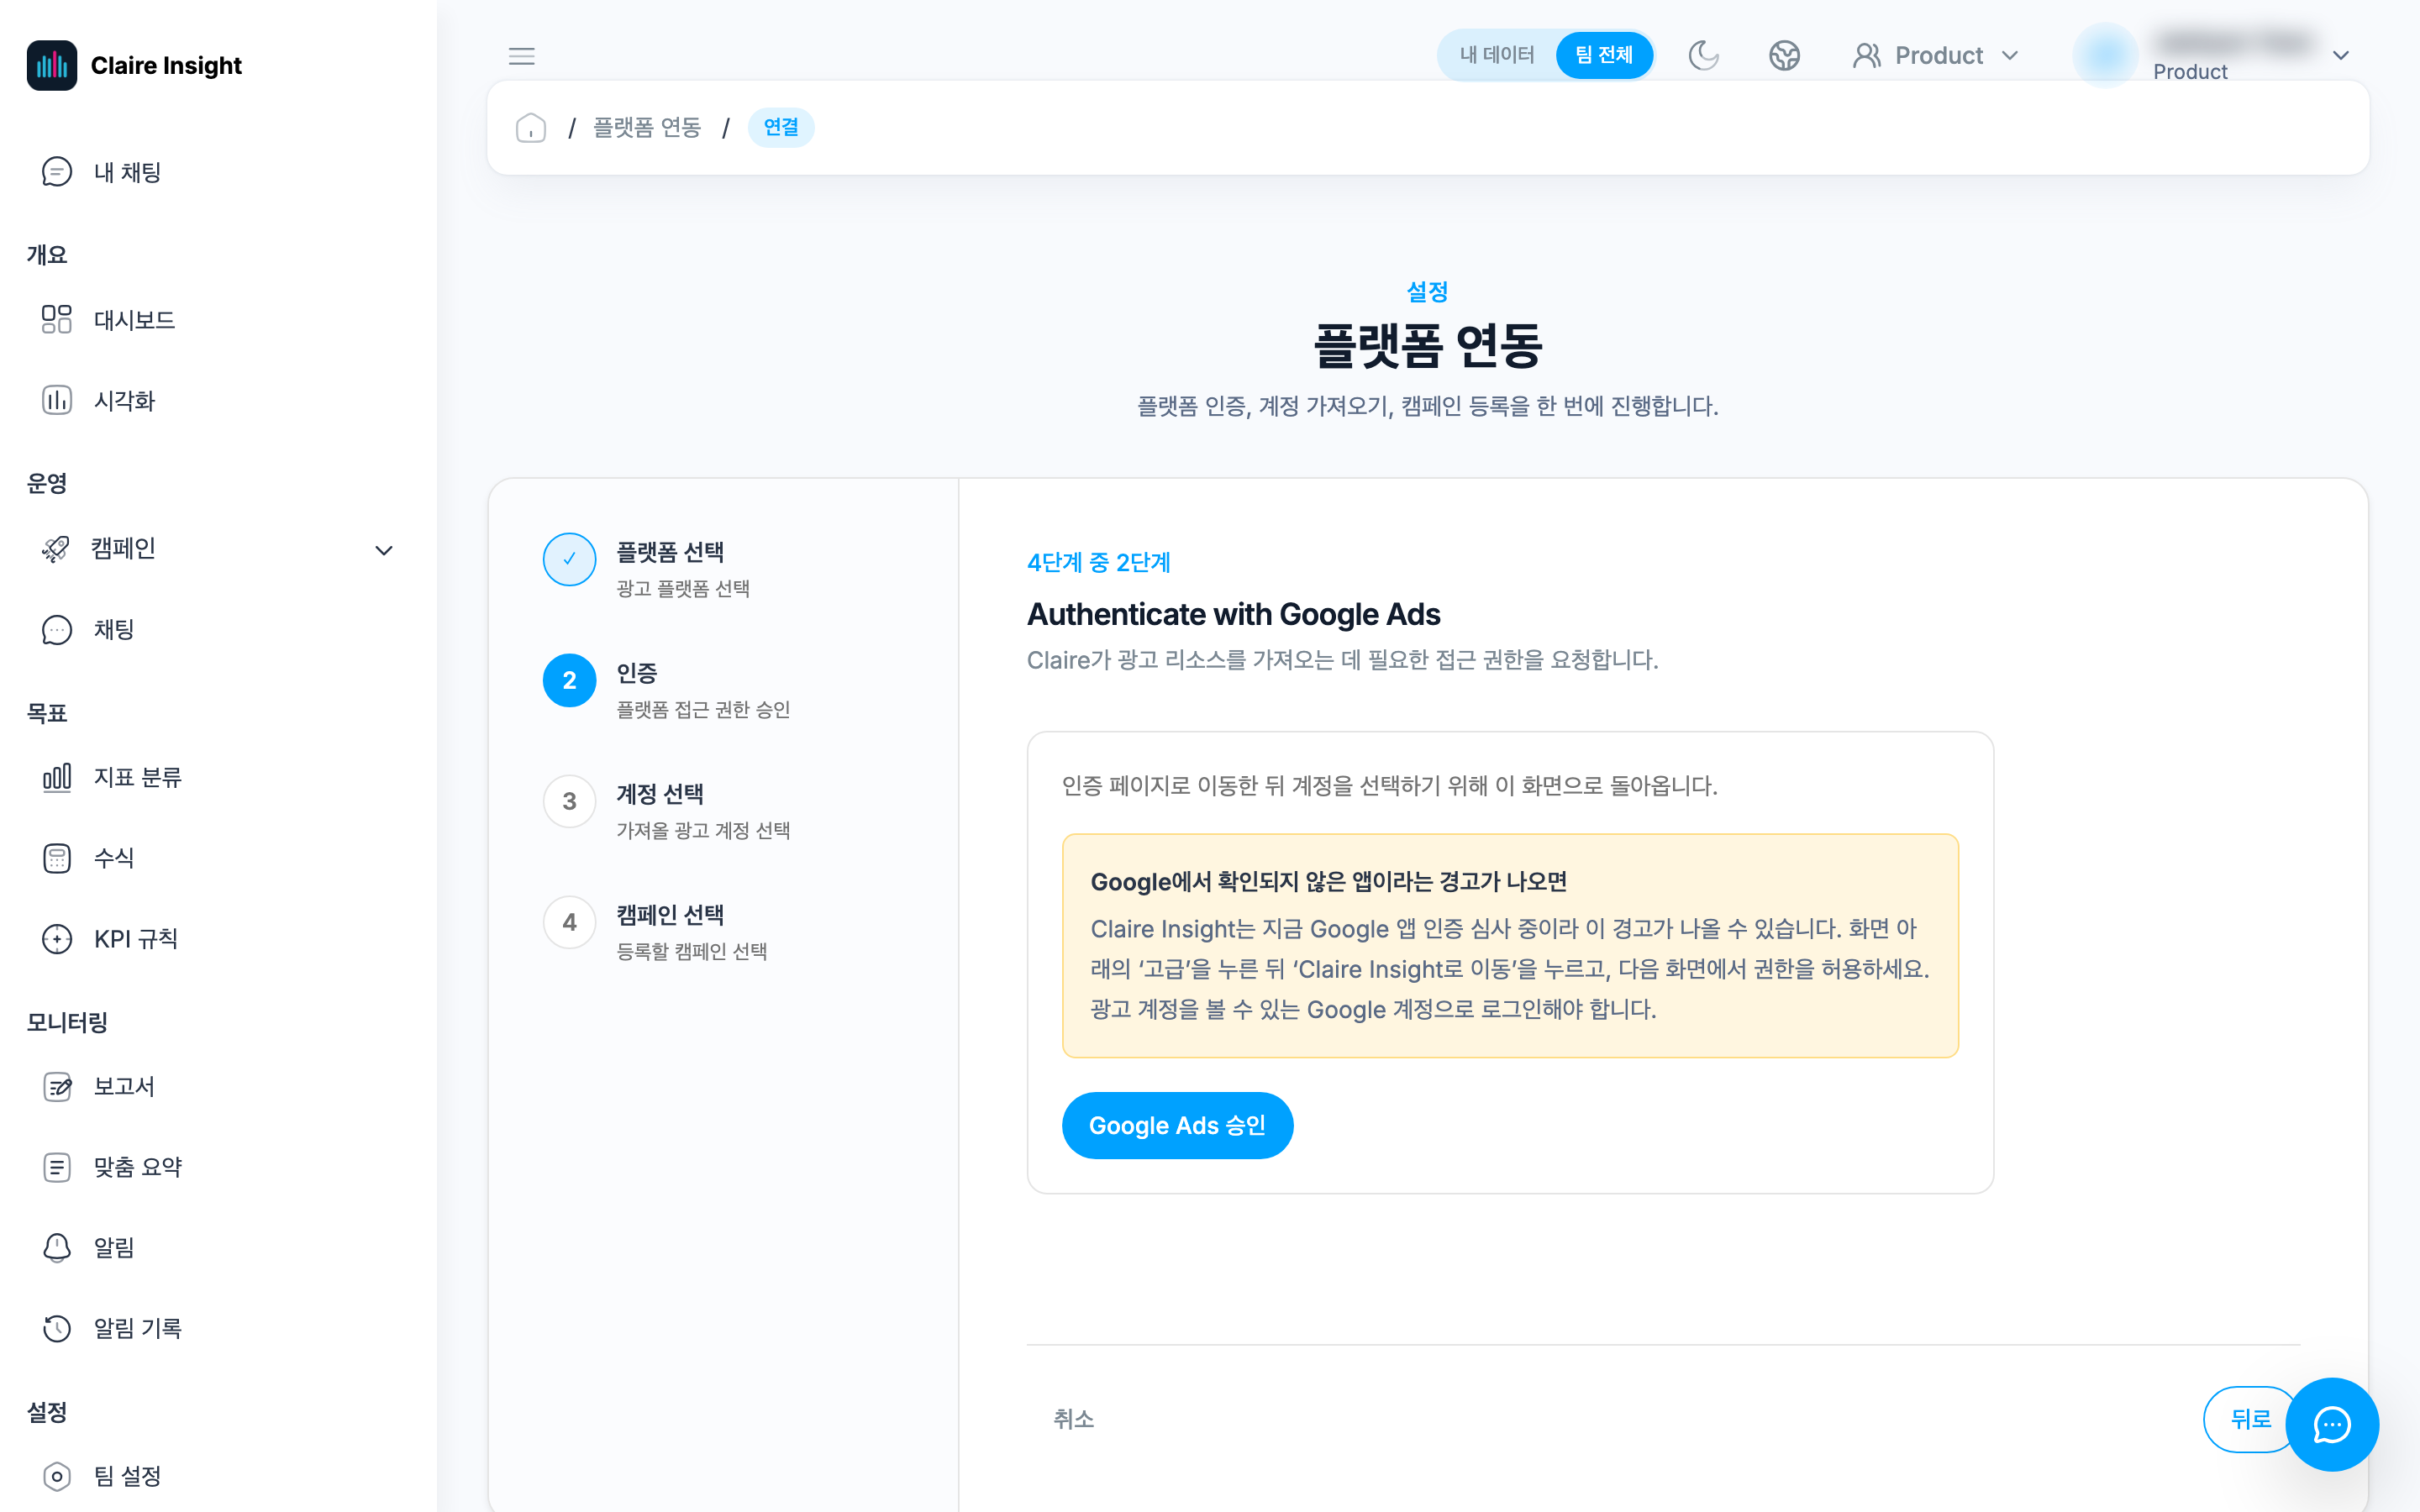 Claire Insight
내 채팅
개요
대시보드
시각화
운영
캠페인
채팅
목표
지표 분류
수식
KPI 규칙
모니터링
보고서
맞춤 요약
알림
알림 기록
설정
팀 설정
내 데이터
팀 전체
Product
Product
/ 플랫폼 연동 / 연결
설정
플랫폼 연동
플랫폼 인증, 계정 가져오기, 캠페인 등록을 한 번에 진행합니다.
플랫폼 선택
광고 플랫폼 선택
2
인증
플랫폼 접근 권한 승인
3
계정 선택
가져올 광고 계정 선택
4
캠페인 선택
등록할 캠페인 선택
4단계 중 2단계
Authenticate with Google Ads
Claire가 광고 리소스를 가져오는 데 필요한 접근 권한을 요청합니다.
인증 페이지로 이동한 뒤 계정을 선택하기 위해 이 화면으로 돌아옵니다.
Google에서 확인되지 않은 앱이라는 경고가 나오면
Claire Insight는 지금 Google 앱 인증 심사 중이라 이 경고가 나올 수 있습니다. 화면 아
래의 ‘고급’을 누른 뒤 ‘Claire Insight로 이동’을 누르고, 다음 화면에서 권한을 허용하세요.
광고 계정을 볼 수 있는 Google 계정으로 로그인해야 합니다.
Google Ads 승인
취소
뒤로